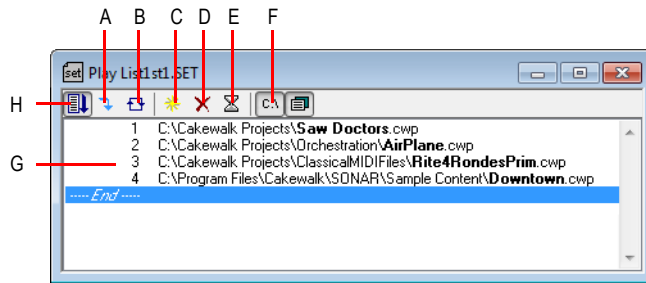 A B C D E F
set Play List1st1.SET
H
C:\
1 C:\Cakewalk Projects\Saw Doctors.cwp
2 C:\Cakewalk Projects\Orchestration\AirPlane.cwp
G
3 C:\Cakewalk Projects\ClassicalMIDIFiles\Rite4RondesPrim.cwp
4 C:\Program Files\Cakewalk\SONAR\Sample Content\Downtown.cwp
----- End -----